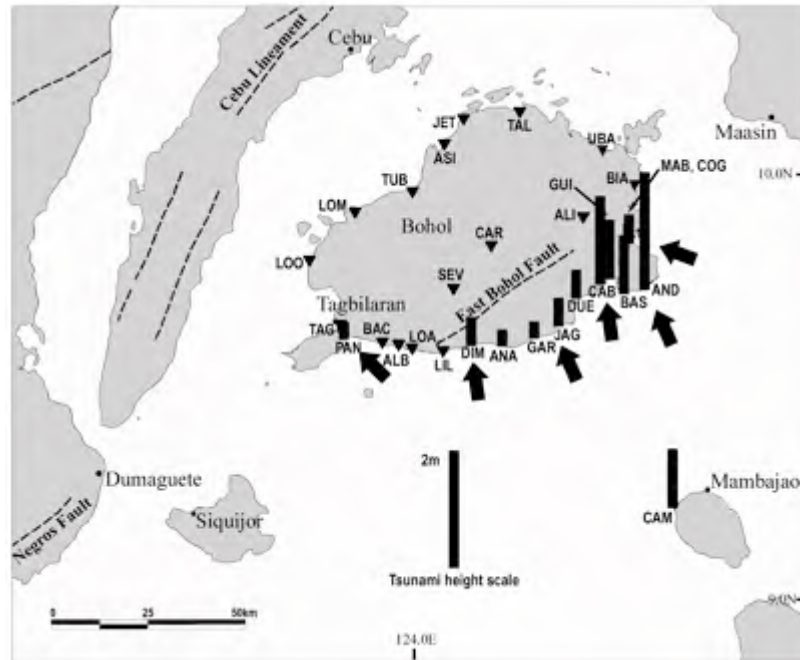 Cebu
Cebu Lineament
Maasin
JET
TAL
ASI
UBA
MAB, COG
10.0N
TUB
GUI
BIA
LOM
ALI
Bohol
CAR
LOO
SEV
East Bohol Fault
Tagbilaran
DUE
CAB
BAS
AND
TAG
BAC
LOA
JAG
PAN
ALB
LIL
DIM
ANA
GAR
2m
Dumaguete
Mambajao
Siquijor
CAM
Negros Fault
Tsunami height scale
9.0N
0 25 50km
124.0E